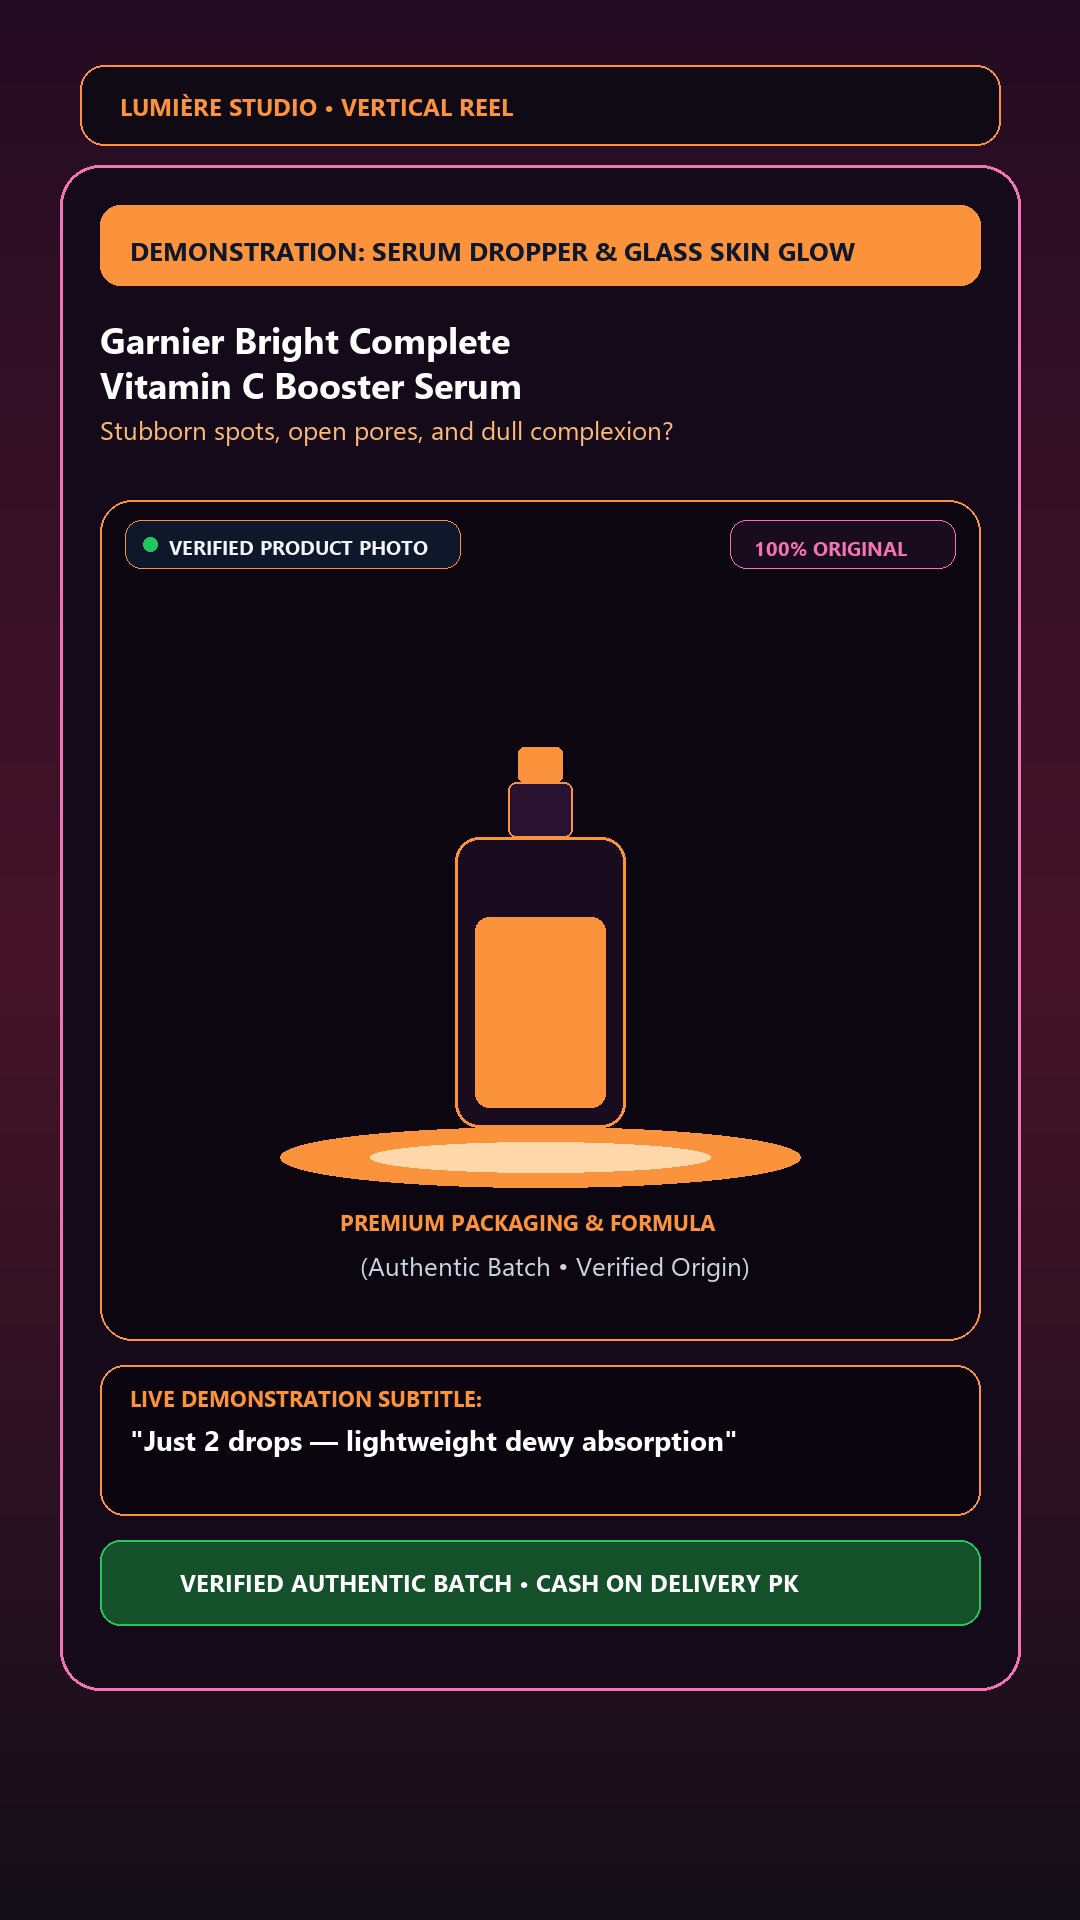 LUMIÈRE STUDIO • VERTICAL REEL
DEMONSTRATION: SERUM DROPPER & GLASS SKIN GLOW
Garnier Bright Complete
Vitamin C Booster Serum
Stubborn spots, open pores, and dull complexion?
VERIFIED PRODUCT PHOTO
100% ORIGINAL
PREMIUM PACKAGING & FORMULA
(Authentic Batch • Verified Origin)
LIVE DEMONSTRATION SUBTITLE:
"Just 2 drops — lightweight dewy absorption"
VERIFIED AUTHENTIC BATCH • CASH ON DELIVERY PK